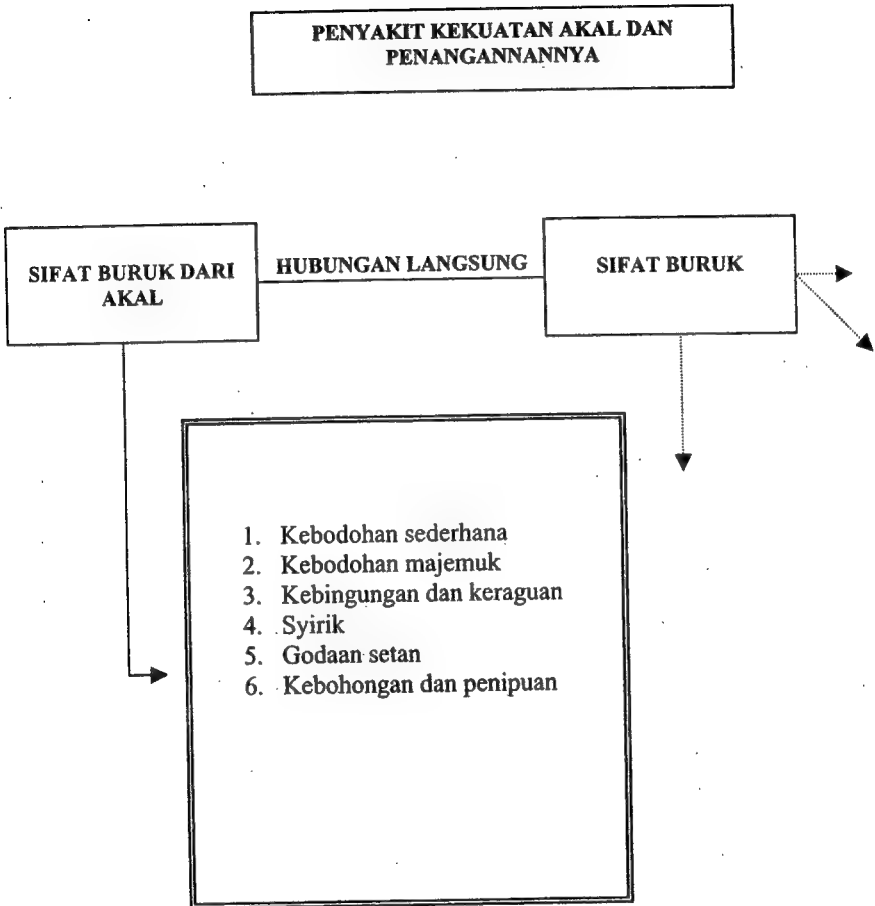 PENYAKIT KEKUATAN AKAL DAN
PENANGANNANNYA
SIFAT BURUK DARI
AKAL
HUBUNGAN LANGSUNG
SIFAT BURUK
1. Kebodohan sederhana
2. Kebodohan majemuk
3. Kebingungan dan keraguan
4. Syirik
5. Godaan setan
6. Kebohongan dan penipuan